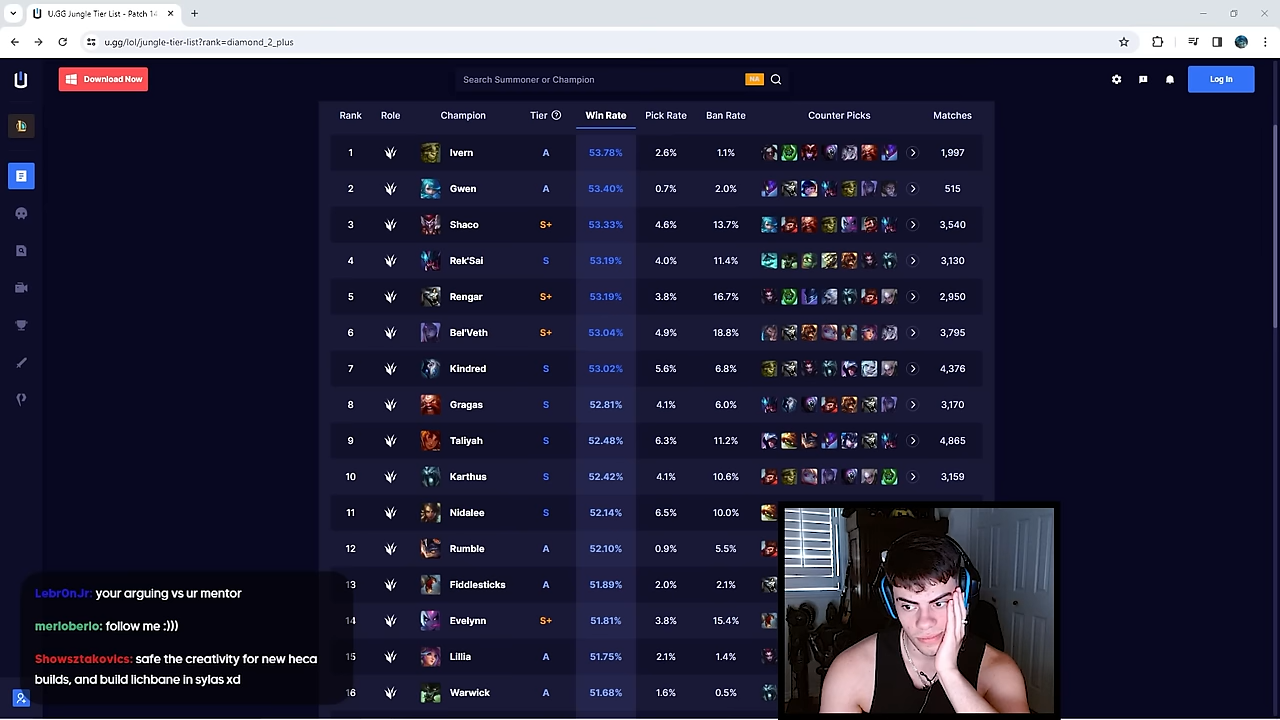 U.GG Jungle Tier List - Patch 14
u.gg/lol/jungle-tier-list?rank=diamond_2_plus
Download Now
Search Summoner or Champion
NA
Log In
Rank Role Champion Tier ? Win Rate Pick Rate Ban Rate Counter Picks Matches
1 Ivern A 53.78% 2.6% 1.1% 1,997
2 Gwen A 53.40% 0.7% 2.0% 515
3 Shaco S+ 53.33% 4.6% 13.7% 3,540
4 Rek'Sai S 53.19% 4.0% 11.4% 3,130
5 Rengar S+ 53.19% 3.8% 16.7% 2,950
6 Bel'Veth S+ 53.04% 4.9% 18.8% 3,795
7 Kindred S 53.02% 5.6% 6.8% 4,376
8 Gragas S 52.81% 4.1% 6.0% 3,170
9 Taliyah S 52.48% 6.3% 11.2% 4,865
10 Karthus S 52.42% 4.1% 10.6% 3,159
11 Nidalee S 52.14% 6.5% 10.0%
12 Rumble A 52.10% 0.9% 5.5%
13 Fiddlesticks A 51.89% 2.0% 2.1%
14 Evelynn S+ 51.81% 3.8% 15.4%
15 Lillia A 51.75% 2.1% 1.4%
16 Warwick A 51.68% 1.6% 0.5%
LebrOnJr: your arguing vs ur mentor
merloberlo: follow me :)))
Showsztakovics: safe the creativity for new heca
builds, and build lichbane in sylas xd